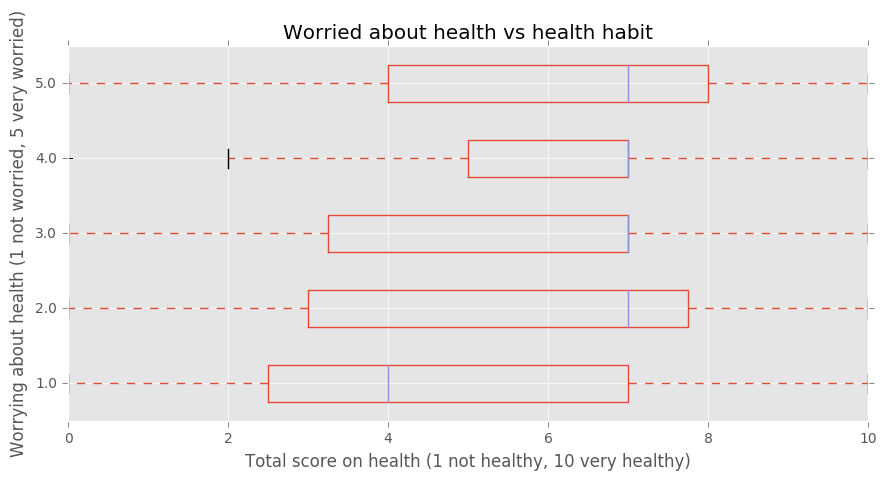 Worried about health vs health habit
Worrying about health (1 not worried, 5 very worried)
5.0
4.0
3.0
2.0
1.0
0 2 4 6 8 10
Total score on health (1 not healthy, 10 very healthy)